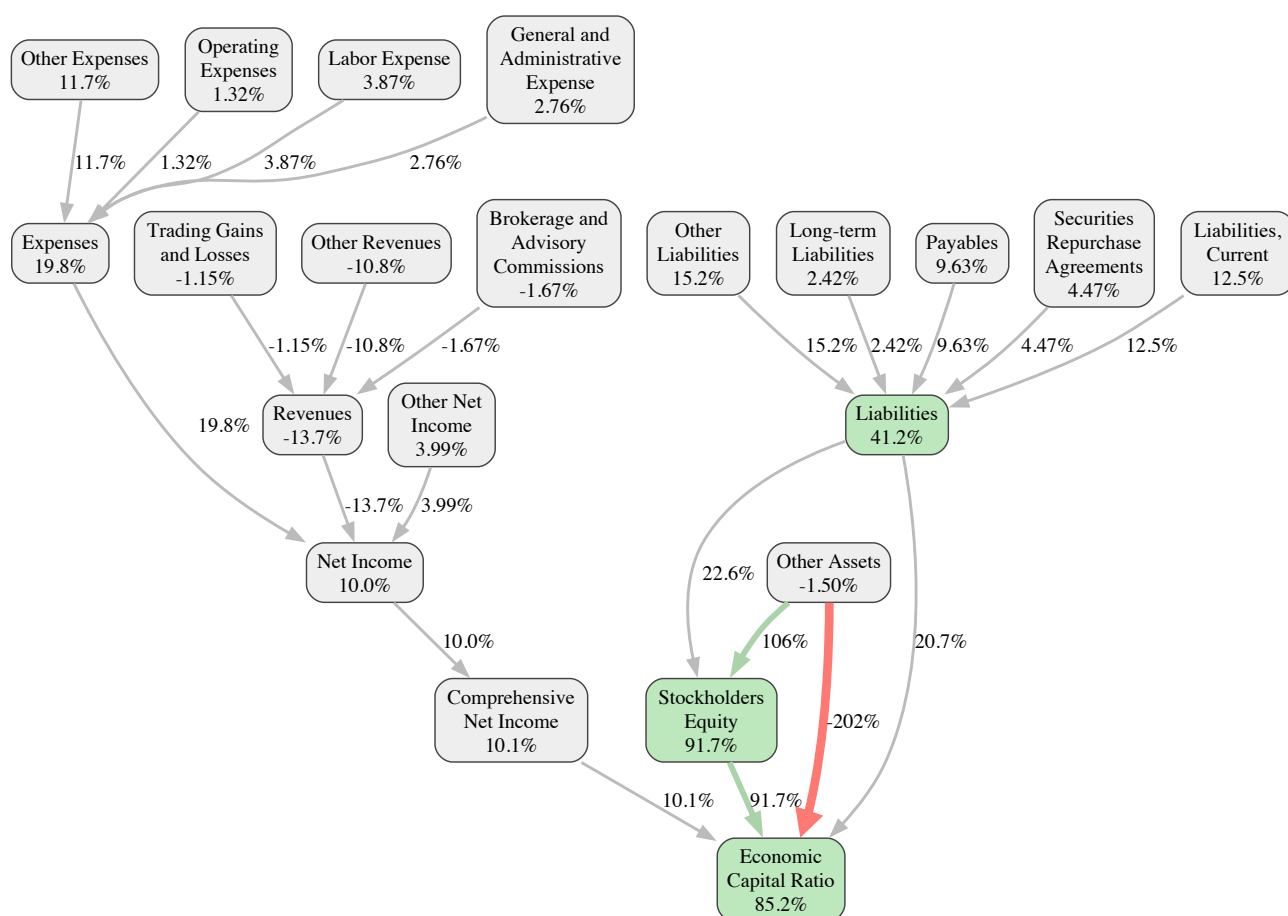 Other Expenses
11.7%
Operating
Expenses
1.32%
Labor Expense
3.87%
General and
Administrative
Expense
2.76%
11.7%
1.32%
3.87%
2.76%
Expenses
19.8%
Trading Gains
and Losses
-1.15%
Other Revenues
-10.8%
Brokerage and
Advisory
Commissions
-1.67%
Other
Liabilities
15.2%
Long-term
Liabilities
2.42%
Payables
9.63%
Securities
Repurchase
Agreements
4.47%
Liabilities,
Current
12.5%
-1.15%
-10.8%
-1.67%
15.2%
2.42%
9.63%
4.47%
12.5%
19.8%
Revenues
-13.7%
Other Net
Income
3.99%
Liabilities
41.2%
-13.7%
3.99%
Net Income
10.0%
22.6%
Other Assets
-1.50%
10.0%
106%
20.7%
Comprehensive
Net Income
10.1%
Stockholders
Equity
91.7%
-202%
10.1%
91.7%
Economic
Capital Ratio
85.2%